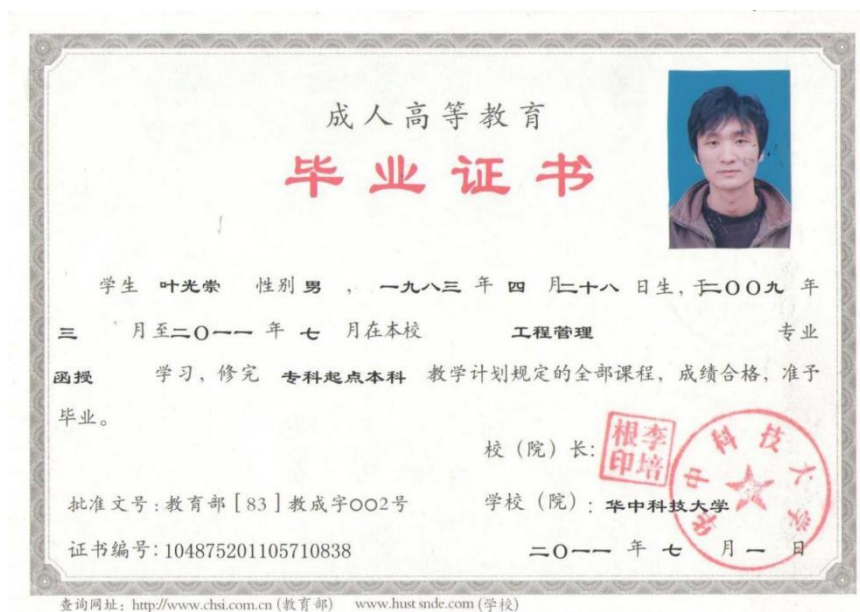 成人高等教育
毕业证书
学生 叶光崇 性别 男 ， 一九八三 年 四 月二十八 日生，于二〇〇九 年
三 月至二〇一一 年 七 月在本校 工程管理 专业
函授 学习，修完 专科起点本科 教学计划规定的全部课程，成绩合格，准予
毕业。
校（院）长：
根李
印培
批准文号：教育部［83］教成字〇〇2号
学校（院）：华中科技大学
华中科技大学
证书编号：104875201105710838
二〇一一 年 七 月 一 日
查询网址：http://www.chsi.com.cn (教育部) www.hust snde.com (学校)